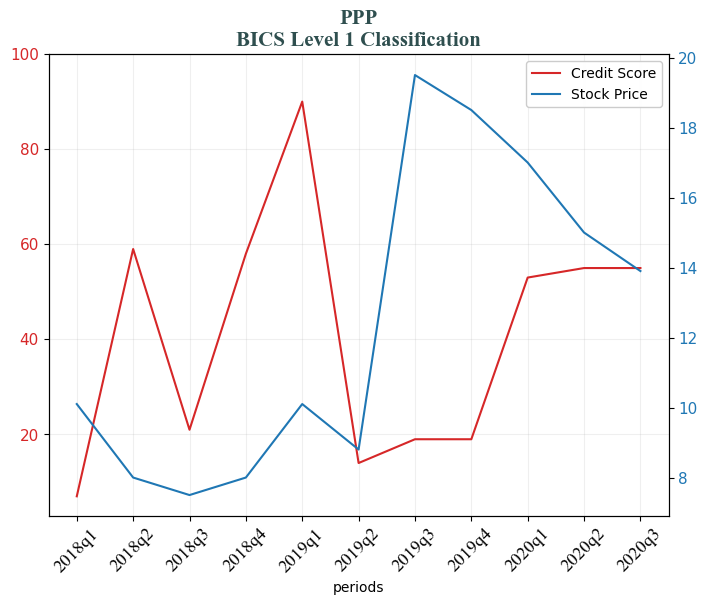 PPP
BICS Level 1 Classification
Credit Score
Stock Price
100
80
60
40
20
20
18
16
14
12
10
8
2018q1
2018q2
2018q3
2018q4
2019q1
2019q2
2019q3
2019q4
2020q1
2020q2
2020q3
periods